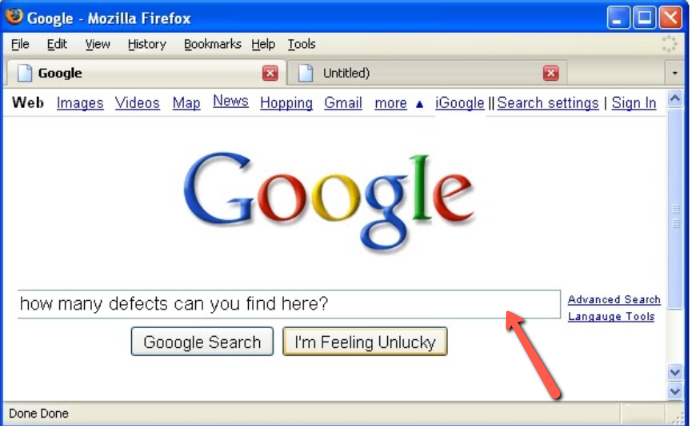 Google - Mozilla Firefox
File Edit View History Bookmarks Help Tools
Google Untitled)
Web Images Videos Map News Hopping Gmail more ▲ iGoogle || Search settings | Sign In
Google
how many defects can you find here?
Advanced Search
Langauge Tools
Gooogle Search I'm Feeling Unlucky
Done Done